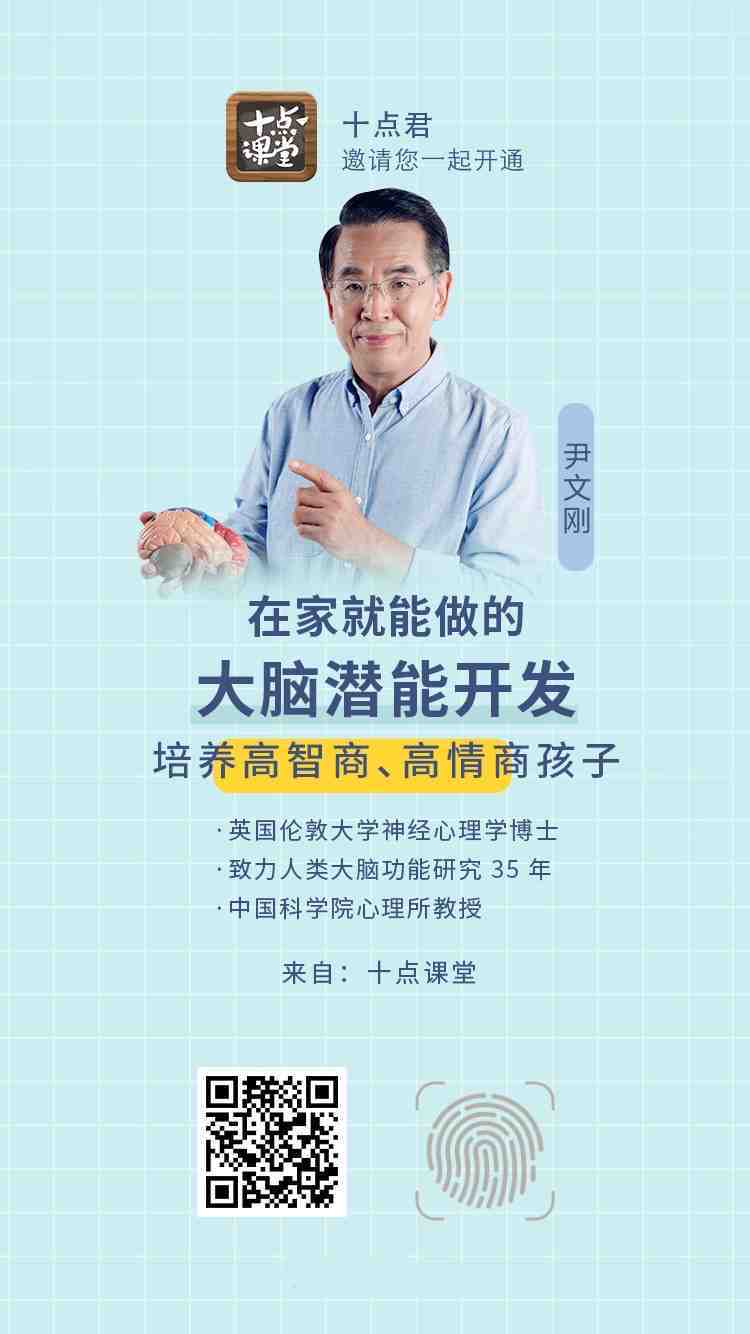 十点
课堂
十点君
邀请您一起开通
尹文刚
在家就能做的
大脑潜能开发
培养高智商、高情商孩子
·英国伦敦大学神经心理学博士
·致力人类大脑功能研究 35 年
·中国科学院心理所教授
来自：十点课堂